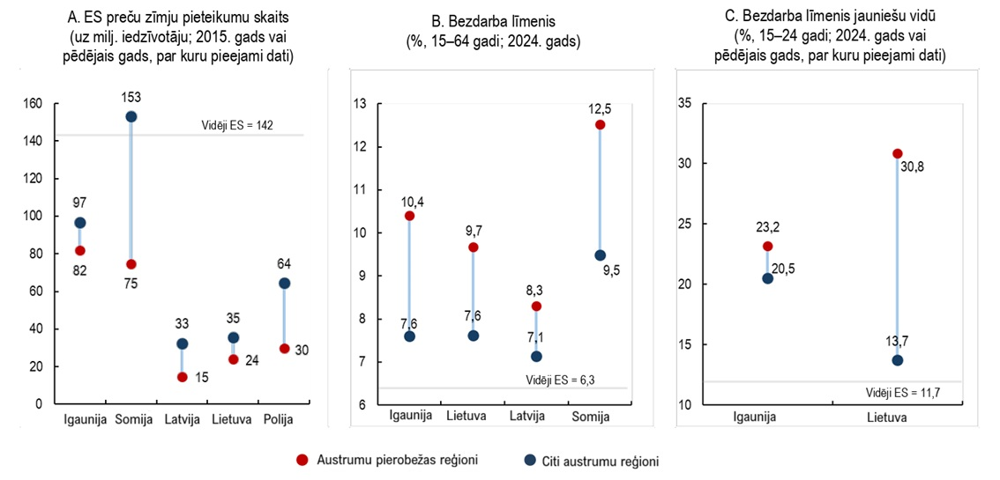 A. ES preču zīmju pieteikumu skaits
(uz milj. iedzīvotāju; 2015. gads vai
pēdējais gads, par kuru pieejami dati)
160
140
120
100
80
60
40
20
0
Vidēji ES = 142
97
82
153
75
33
15
35
24
64
30
Igaunija Somija Latvija Lietuva Polija
B. Bezdarba līmenis
(%, 15–64 gadi; 2024. gads)
13
12
11
10
9
8
7
6
10,4
7,6
9,7
7,6
8,3
7,1
12,5
9,5
Vidēji ES = 6,3
Igaunija Lietuva Latvija Somija
C. Bezdarba līmenis jauniešu vidū
(%, 15–24 gadi; 2024. gads vai
pēdējais gads, par kuru pieejami dati)
35
30
25
20
15
10
23,2
20,5
30,8
13,7
Vidēji ES = 11,7
Igaunija Lietuva
Austrumu pierobežas reģioni
Citi austrumu reģioni